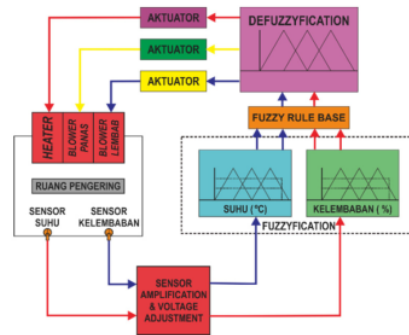 AKTUATOR
DEFUZZYFICATION
AKTUATOR
AKTUATOR
FUZZY RULE BASE
HEATER
BLOWER
PANAS
BLOWER
LEMBAB
RUANG PENGERING
SENSOR
SUHU
SENSOR
KELEMBABAN
SUHU (°C)
KELEMBABAN (%)
FUZZYFICATION
SENSOR
AMPLIFICATION
& VOLTAGE
ADJUSTMENT